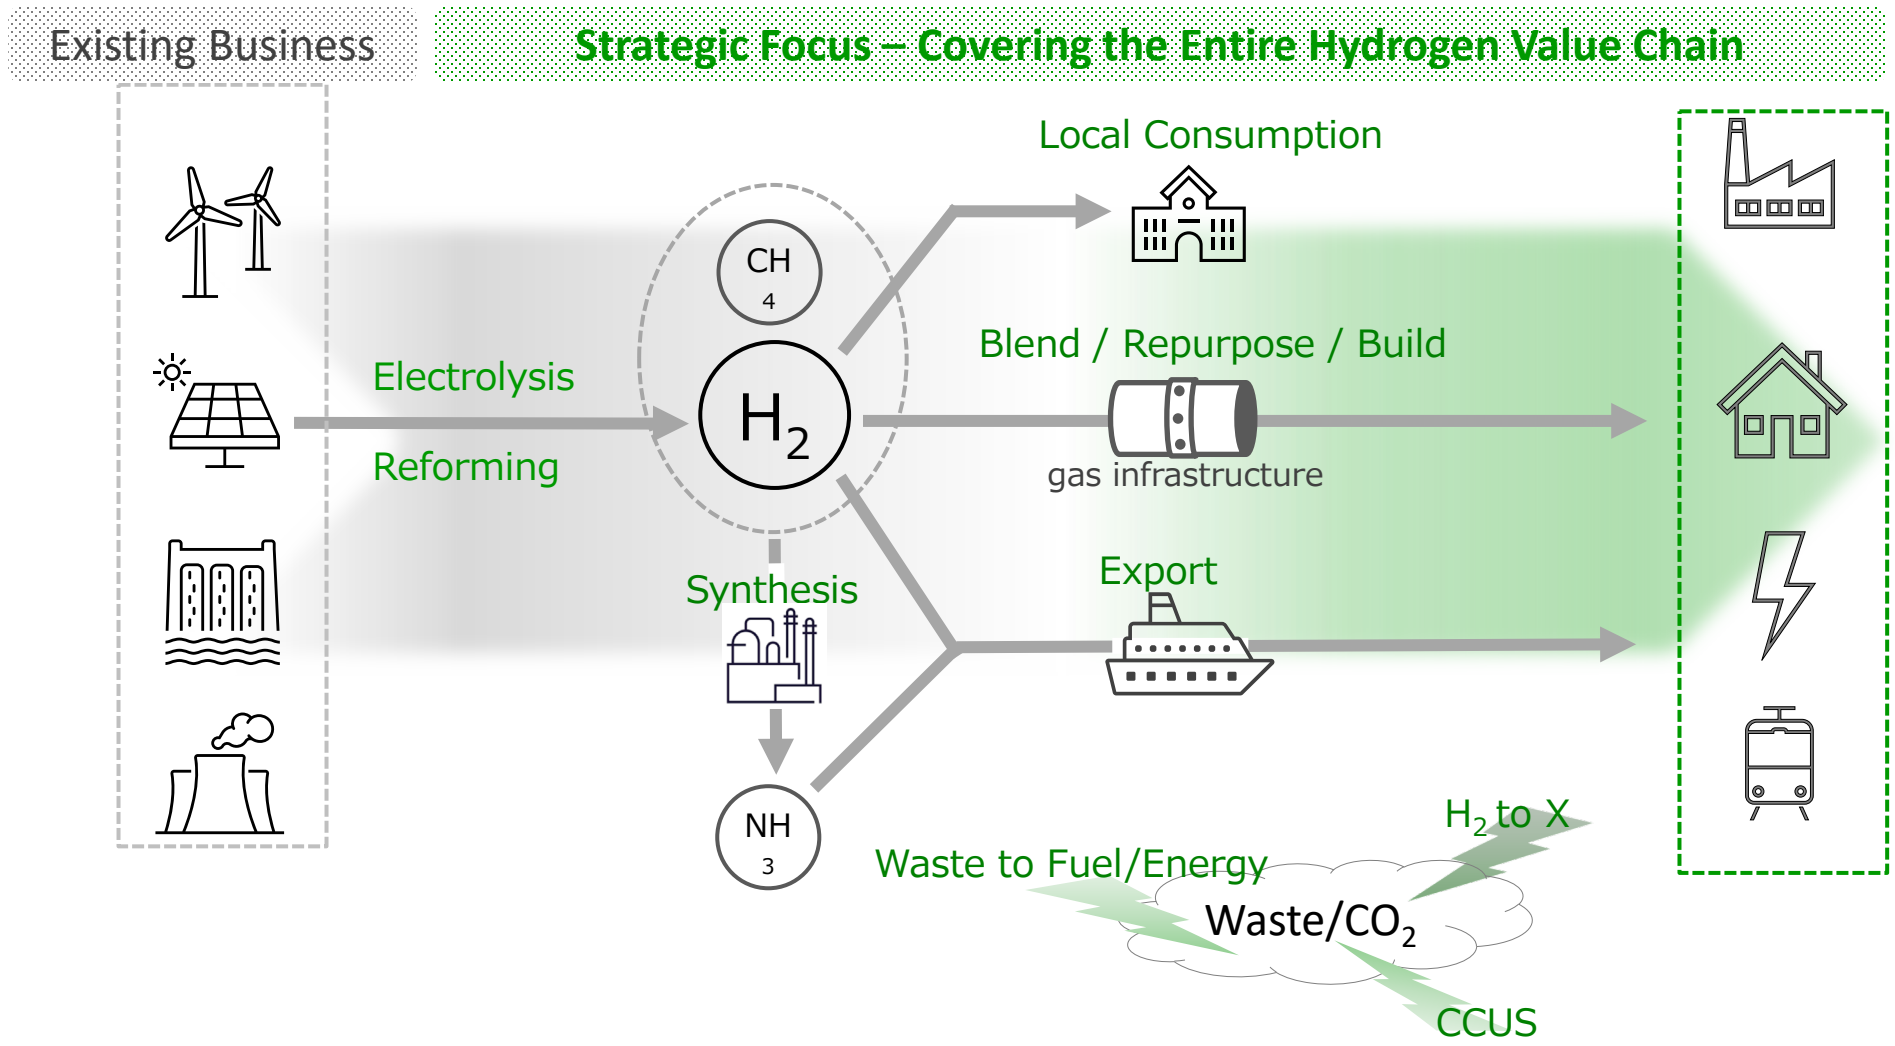 Existing Business
Strategic Focus – Covering the Entire Hydrogen Value Chain
Local Consumption
CH
4
Blend / Repurpose / Build
Electrolysis
H₂
Reforming
gas infrastructure
Export
Synthesis
NH
3
H₂ to X
Waste to Fuel/Energy
Waste/CO₂
CCUS